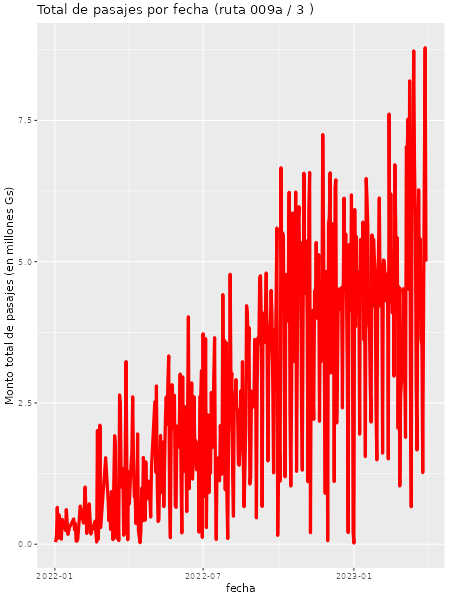 Total de pasajes por fecha (ruta 009a / 3 )
Monto total de pasajes (en millones Gs)
7.5
5.0
2.5
0.0
2022-01
2022-07
2023-01
fecha